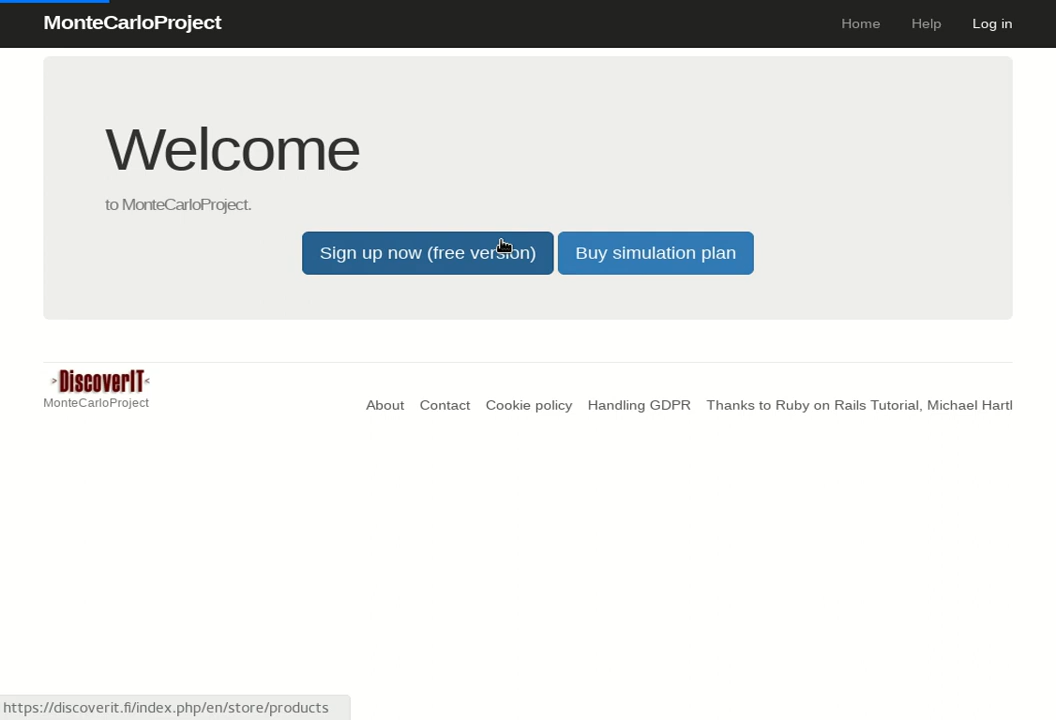 MonteCarloProject
Home Help Log in
Welcome
to MonteCarloProject.
Sign up now (free version) Buy simulation plan
>DiscoverIT<
MonteCarloProject
About Contact Cookie policy Handling GDPR Thanks to Ruby on Rails Tutorial, Michael Hartl
https://discoverit.fi/index.php/en/store/products